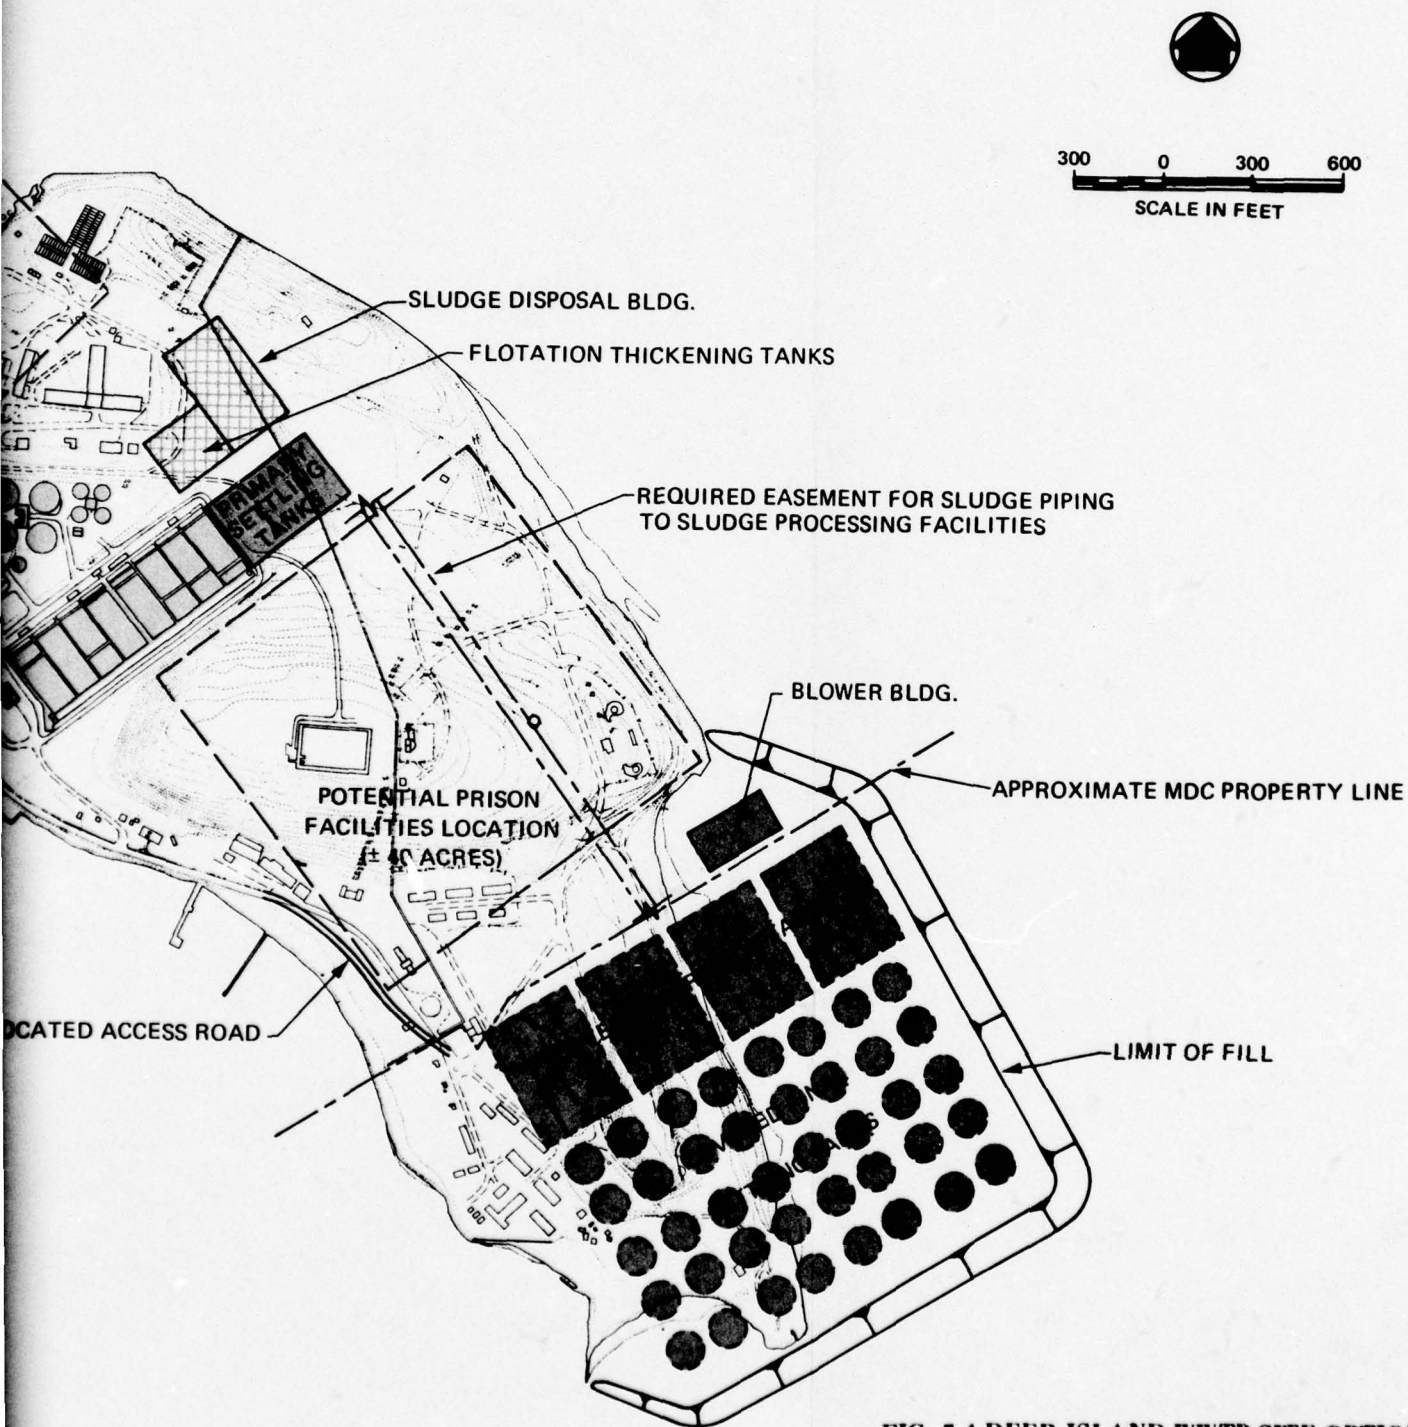 300 0 300 600
SCALE IN FEET
SLUDGE DISPOSAL BLDG.
FLOTATION THICKENING TANKS
PRIMARY
SETTLING
TANKS
REQUIRED EASEMENT FOR SLUDGE PIPING
TO SLUDGE PROCESSING FACILITIES
BLOWER BLDG.
APPROXIMATE MDC PROPERTY LINE
POTENTIAL PRISON
FACILITIES LOCATION
(± 40 ACRES)
OCATED ACCESS ROAD
LIMIT OF FILL